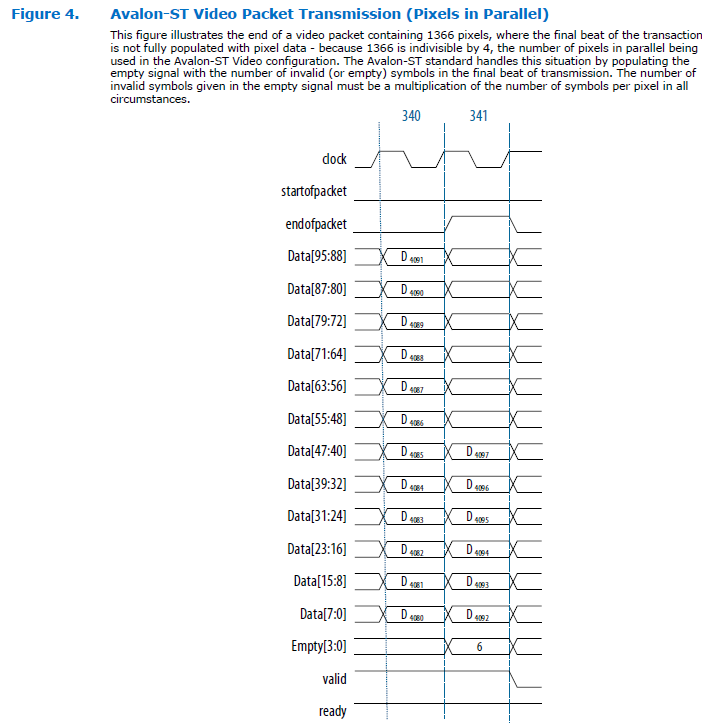 Figure 4. Avalon-ST Video Packet Transmission (Pixels in Parallel)
This figure illustrates the end of a video packet containing 1366 pixels, where the final beat of the transaction
is not fully populated with pixel data - because 1366 is indivisible by 4, the number of pixels in parallel being
used in the Avalon-ST Video configuration. The Avalon-ST standard handles this situation by populating the
empty signal with the number of invalid (or empty) symbols in the final beat of transmission. The number of
invalid symbols given in the empty signal must be a multiplication of the number of symbols per pixel in all
circumstances.
340 341
clock
startofpacket
endofpacket
Data[95:88] D 4091
Data[87:80] D 4090
Data[79:72] D 4089
Data[71:64] D 4088
Data[63:56] D 4087
Data[55:48] D 4086
Data[47:40] D 4085 D 4097
Data[39:32] D 4084 D 4096
Data[31:24] D 4083 D 4095
Data[23:16] D 4082 D 4094
Data[15:8] D 4081 D 4093
Data[7:0] D 4080 D 4092
Empty[3:0] 6
valid
ready